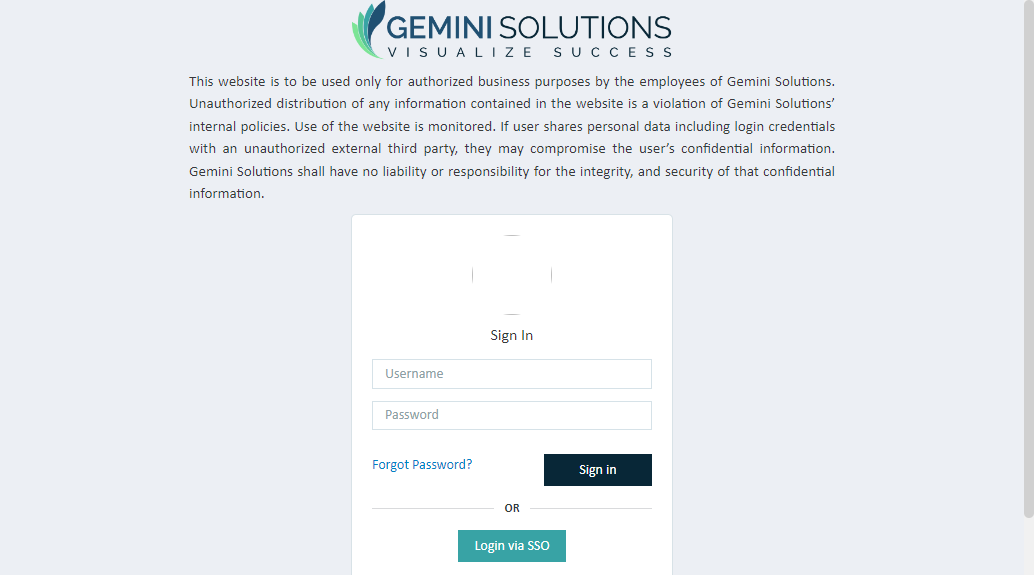 GEMINI SOLUTIONS
VISUALIZE SUCCESS
This website is to be used only for authorized business purposes by the employees of Gemini Solutions.
Unauthorized distribution of any information contained in the website is a violation of Gemini Solutions’
internal policies. Use of the website is monitored. If user shares personal data including login credentials
with an unauthorized external third party, they may compromise the user’s confidential information.
Gemini Solutions shall have no liability or responsibility for the integrity, and security of that confidential
information.
Sign In
Username
Password
Forgot Password?
Sign in
OR
Login via SSO